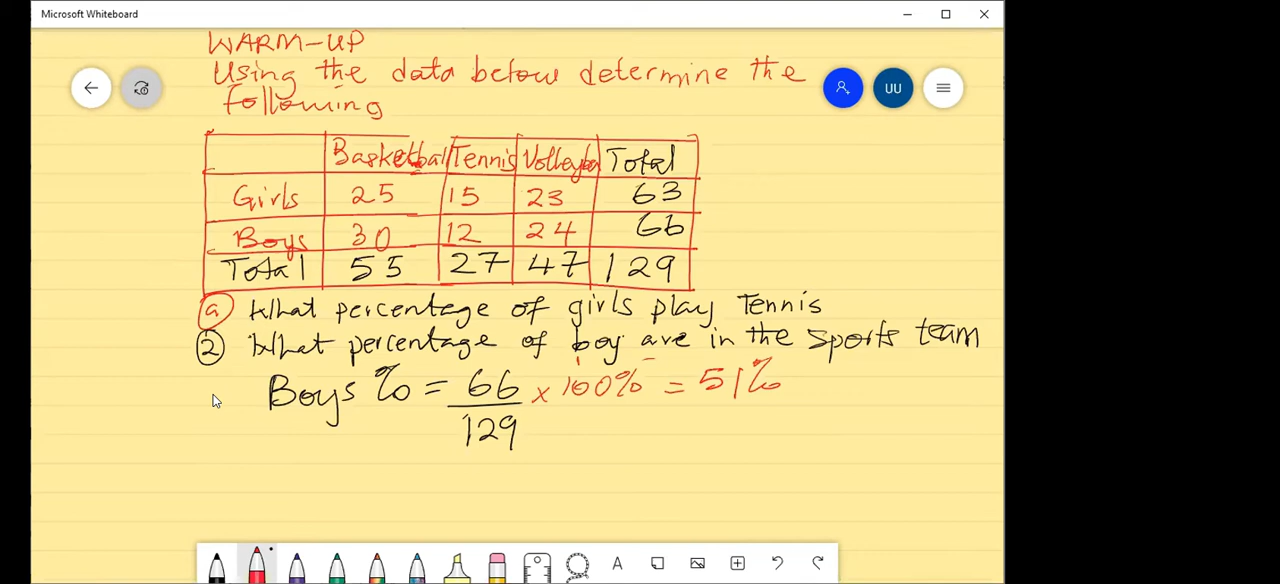 Microsoft Whiteboard
WARM-UP
Using the data below determine the
following
UU
Basketball Tennis Volleyball Total
Girls 25 15 23 63
Boys 30 12 24 66
Total 55 27 47 129
a What percentage of girls play Tennis
2 What percentage of boy are in the sports team
Boys % = 66/129 × 100% = 51%
A